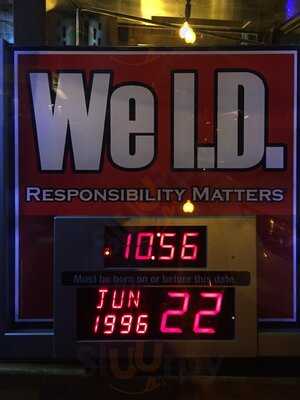 We I.D.
RESPONSIBILITY MATTERS
10:56
Must be born on or before this date.
JUN 22
1996